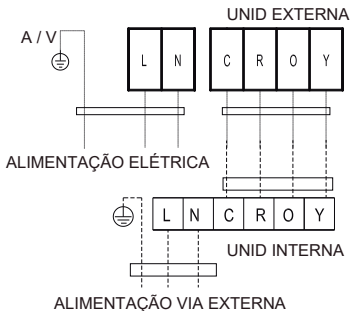 UNID EXTERNA
A / V
L N C R O Y
ALIMENTAÇÃO ELÉTRICA
L N C R O Y
UNID INTERNA
ALIMENTAÇÃO VIA EXTERNA